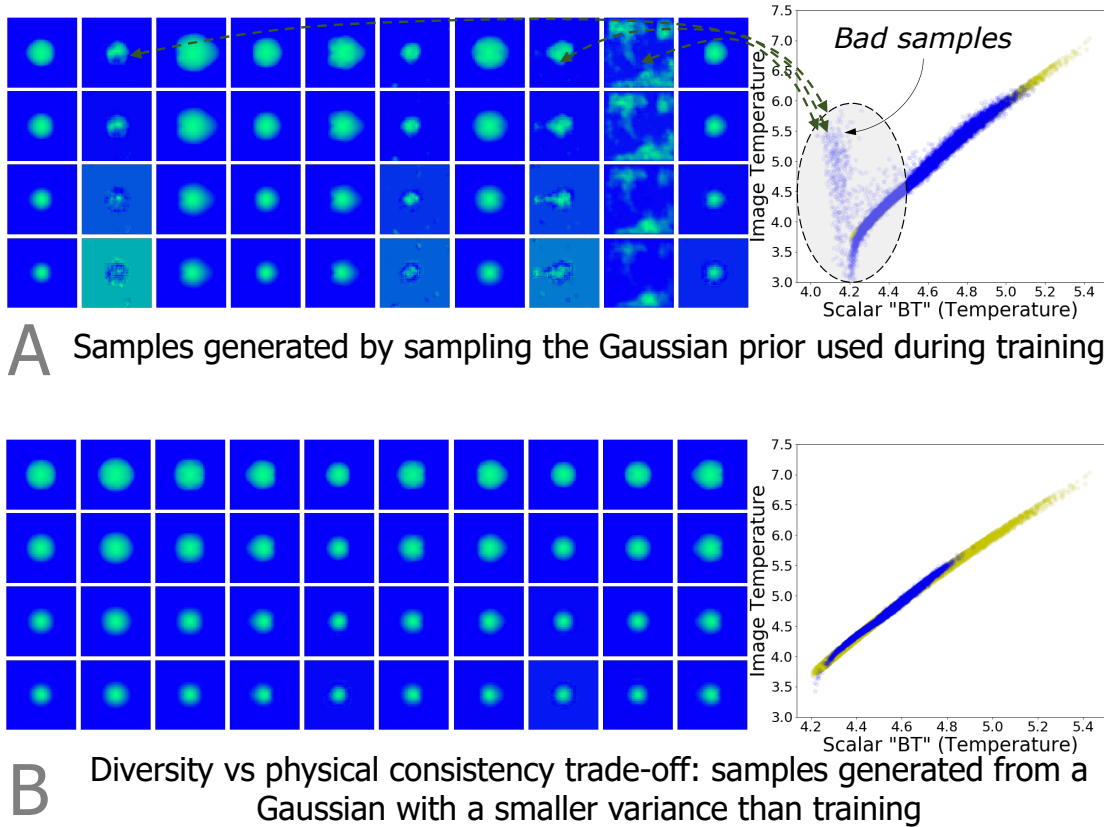 7.5
7.0
6.5
6.0
5.5
5.0
4.5
4.0
3.5
3.0
Image Temperature
Bad samples
4.0 4.2 4.4 4.6 4.8 5.0 5.2 5.4
Scalar "BT" (Temperature)
A
Samples generated by sampling the Gaussian prior used during training
7.5
7.0
6.5
6.0
5.5
5.0
4.5
4.0
3.5
3.0
Image Temperature
4.2 4.4 4.6 4.8 5.0 5.2 5.4
Scalar "BT" (Temperature)
B
Diversity vs physical consistency trade-off: samples generated from a
Gaussian with a smaller variance than training